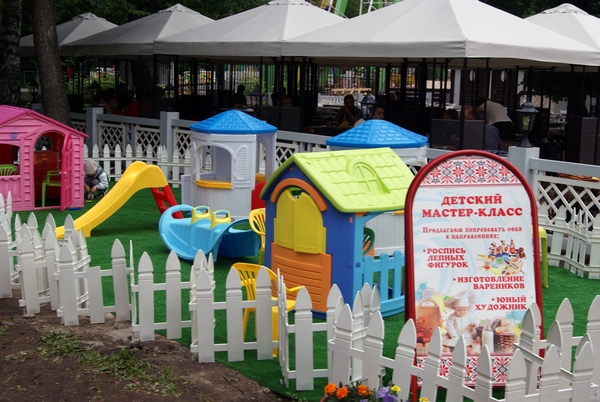 ДЕТСКИЙ
МАСТЕР-КЛАСС
Предлагаем попробовать себя
в направлениях:
• РОСПИСЬ
ЛЕПНЫХ
ФИГУРОК
• ИЗГОТОВЛЕНИЕ
ВАРЕНИКОВ
• ЮНЫЙ
ХУДОЖНИК